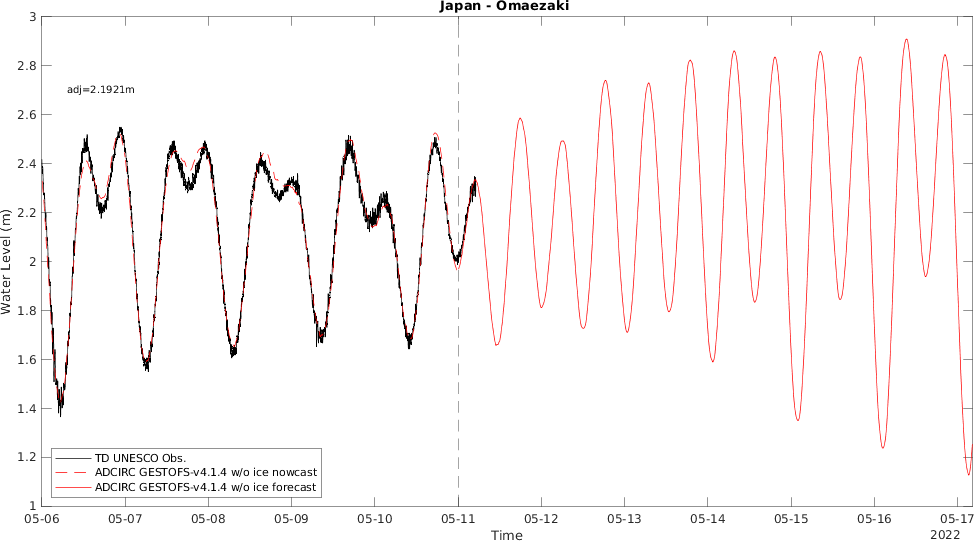 Japan - Omaezaki
3
2.8
2.6
2.4
2.2
2
1.8
1.6
1.4
1.2
1
Water Level (m)
adj=2.1921m
TD UNESCO Obs.
ADCIRC GESTOFS-v4.1.4 w/o ice nowcast
ADCIRC GESTOFS-v4.1.4 w/o ice forecast
05-06 05-07 05-08 05-09 05-10 05-11 05-12 05-13 05-14 05-15 05-16 05-17
Time
2022